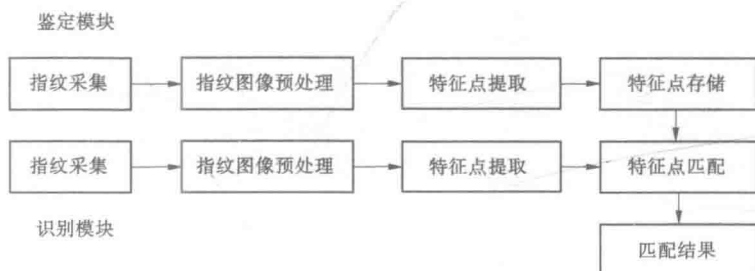 鉴定模块
指纹采集 指纹图像预处理 特征点提取 特征点存储
指纹采集 指纹图像预处理 特征点提取 特征点匹配
识别模块
匹配结果